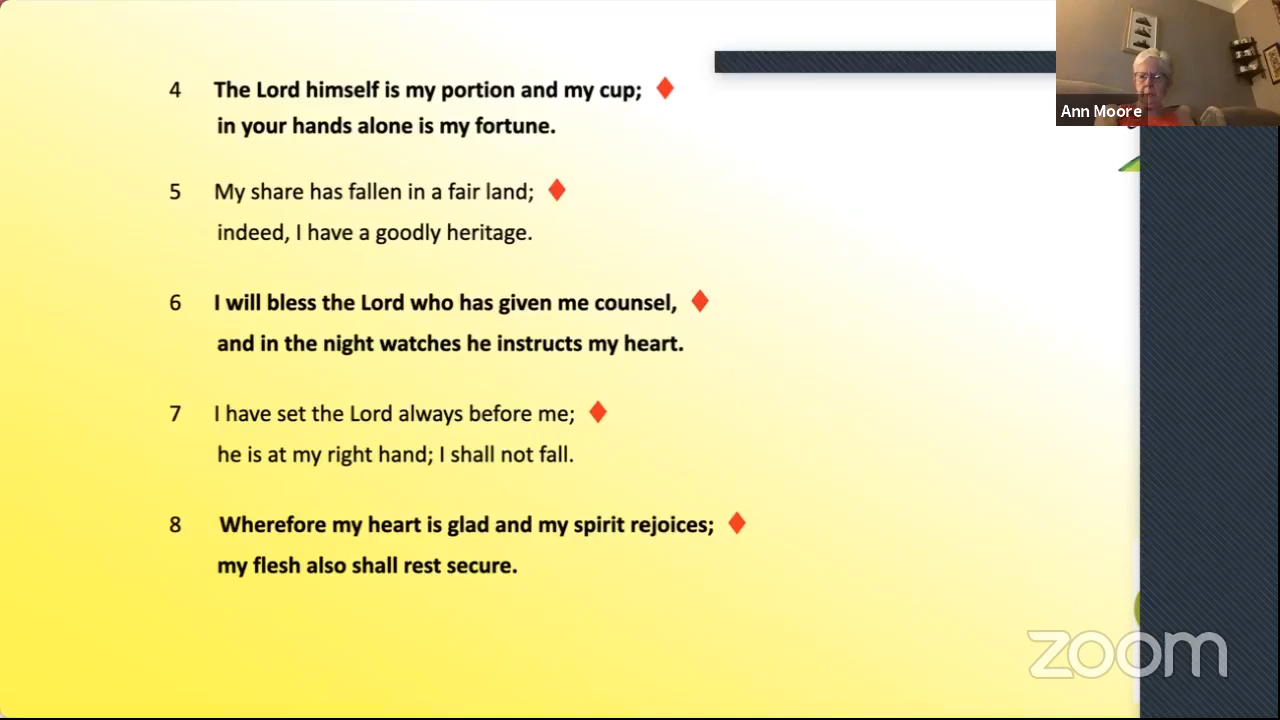 4 The Lord himself is my portion and my cup; ♦
in your hands alone is my fortune.
5 My share has fallen in a fair land; ♦
indeed, I have a goodly heritage.
6 I will bless the Lord who has given me counsel, ♦
and in the night watches he instructs my heart.
7 I have set the Lord always before me; ♦
he is at my right hand; I shall not fall.
8 Wherefore my heart is glad and my spirit rejoices; ♦
my flesh also shall rest secure.
Ann Moore
zoom